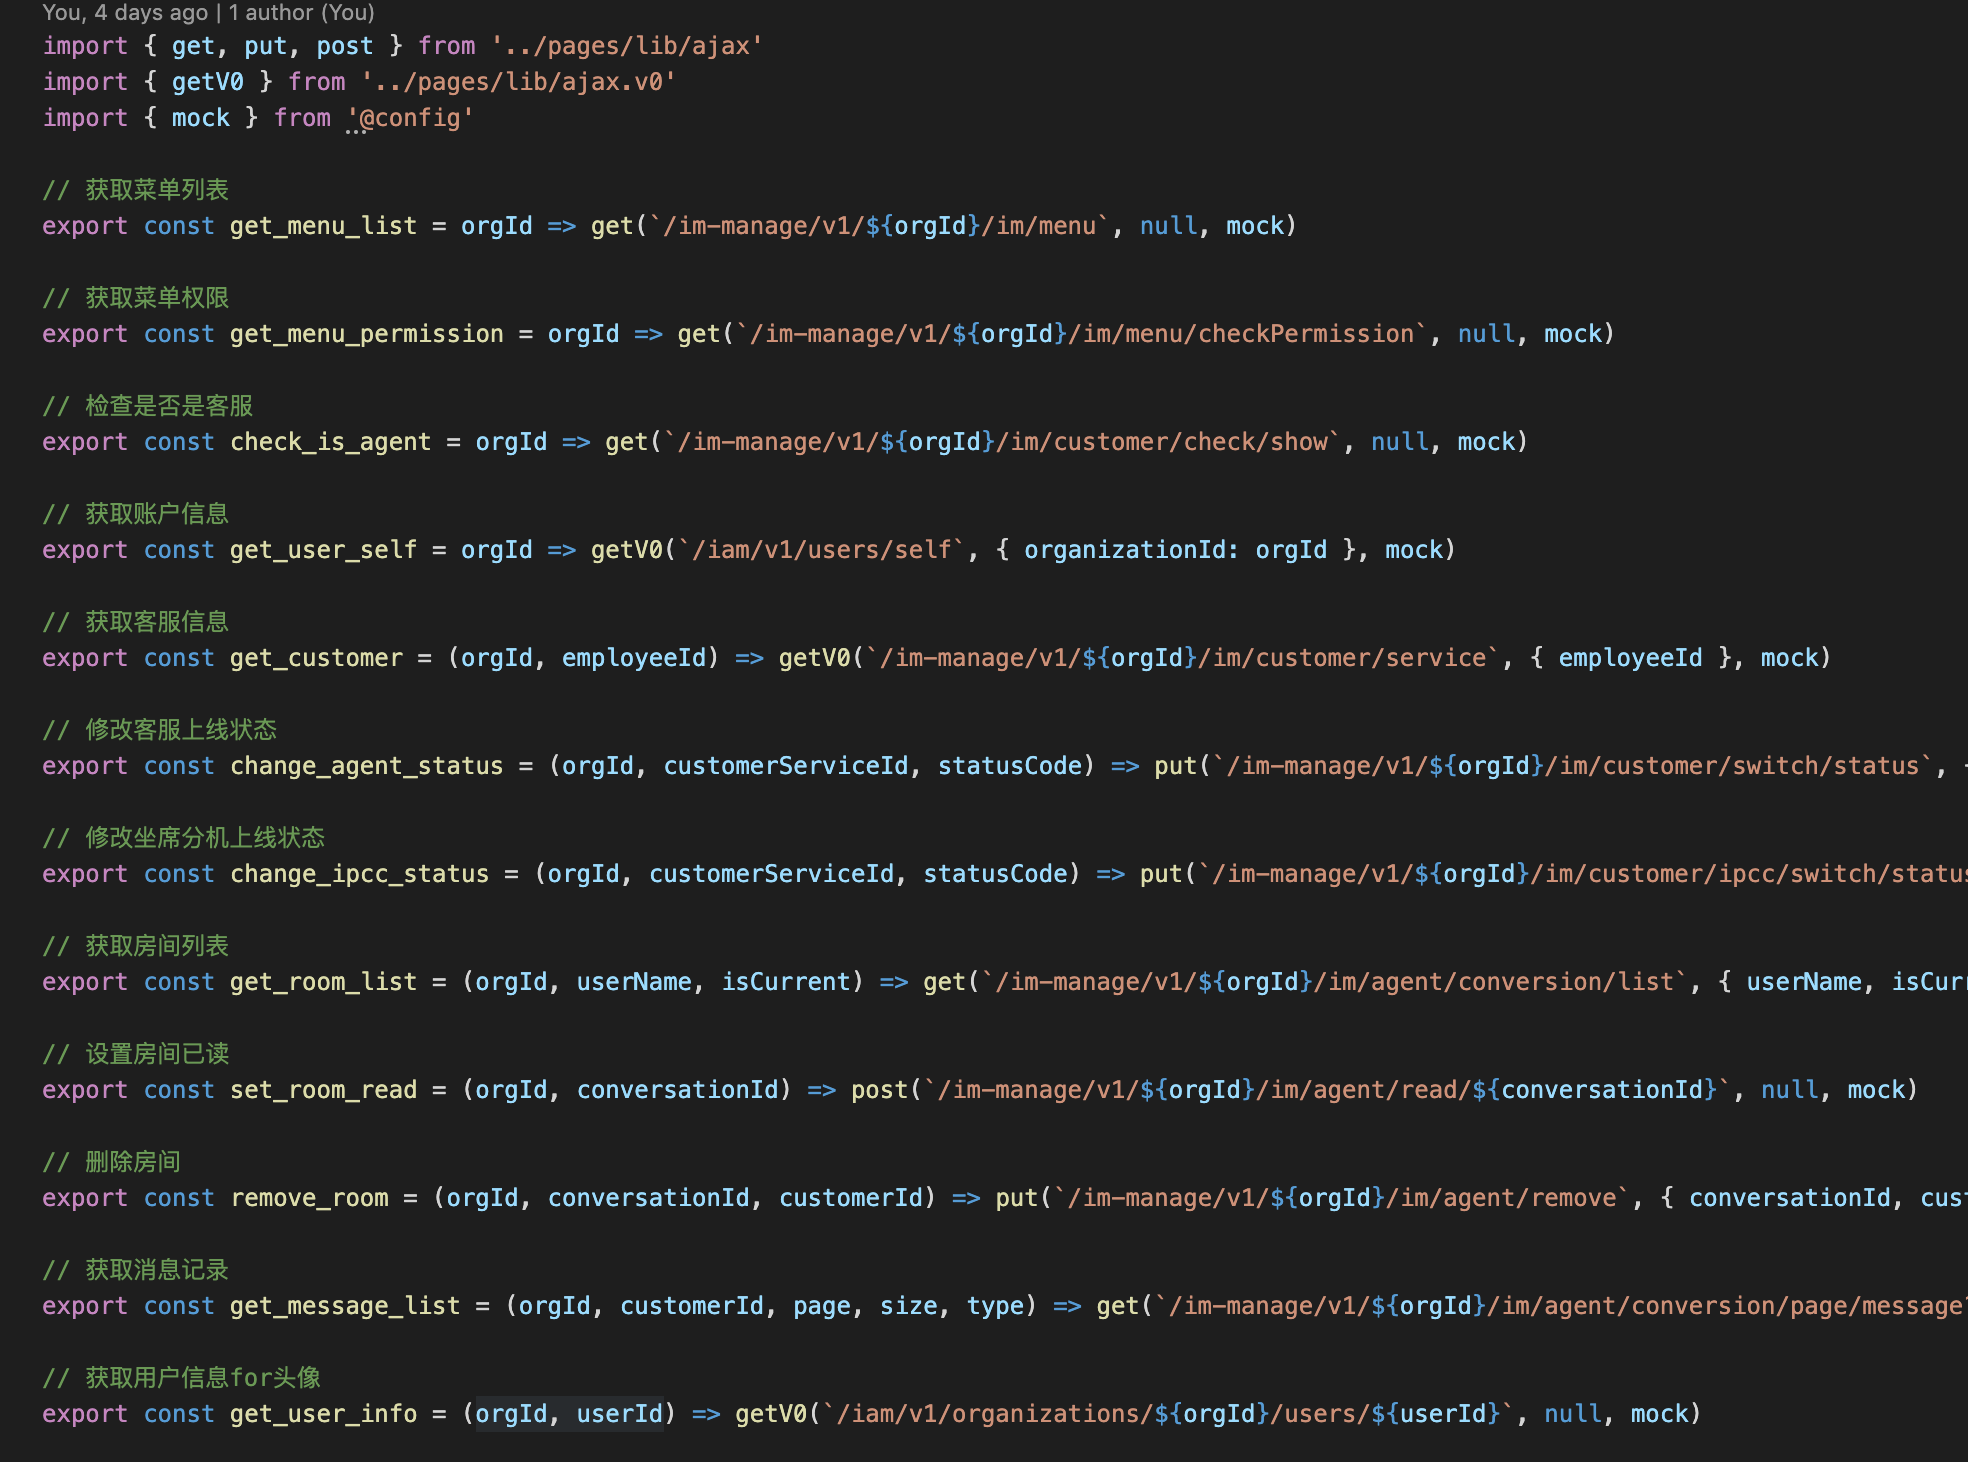 You, 4 days ago | 1 author (You)
import { get, put, post } from '../pages/lib/ajax'
import { getV0 } from '../pages/lib/ajax.v0'
import { mock } from '@config'
// 获取菜单列表
export const get_menu_list = orgId => get(`/im-manage/v1/${orgId}/im/menu`, null, mock)
// 获取菜单权限
export const get_menu_permission = orgId => get(`/im-manage/v1/${orgId}/im/menu/checkPermission`, null, mock)
// 检查是否是客服
export const check_is_agent = orgId => get(`/im-manage/v1/${orgId}/im/customer/check/show`, null, mock)
// 获取账户信息
export const get_user_self = orgId => getV0(`/iam/v1/users/self`, { organizationId: orgId }, mock)
// 获取客服信息
export const get_customer = (orgId, employeeId) => getV0(`/im-manage/v1/${orgId}/im/customer/service`, { employeeId }, mock)
// 修改客服上线状态
export const change_agent_status = (orgId, customerServiceId, statusCode) => put(`/im-manage/v1/${orgId}/im/customer/switch/status`,
// 修改坐席分机上线状态
export const change_ipcc_status = (orgId, customerServiceId, statusCode) => put(`/im-manage/v1/${orgId}/im/customer/ipcc/switch/status
// 获取房间列表
export const get_room_list = (orgId, userName, isCurrent) => get(`/im-manage/v1/${orgId}/im/agent/conversion/list`, { userName, isCurr
// 设置房间已读
export const set_room_read = (orgId, conversationId) => post(`/im-manage/v1/${orgId}/im/agent/read/${conversationId}`, null, mock)
// 删除房间
export const remove_room = (orgId, conversationId, customerId) => put(`/im-manage/v1/${orgId}/im/agent/remove`, { conversationId, cust
// 获取消息记录
export const get_message_list = (orgId, customerId, page, size, type) => get(`/im-manage/v1/${orgId}/im/agent/conversion/page/message?
// 获取用户信息for头像
export const get_user_info = (orgId, userId) => getV0(`/iam/v1/organizations/${orgId}/users/${userId}`, null, mock)